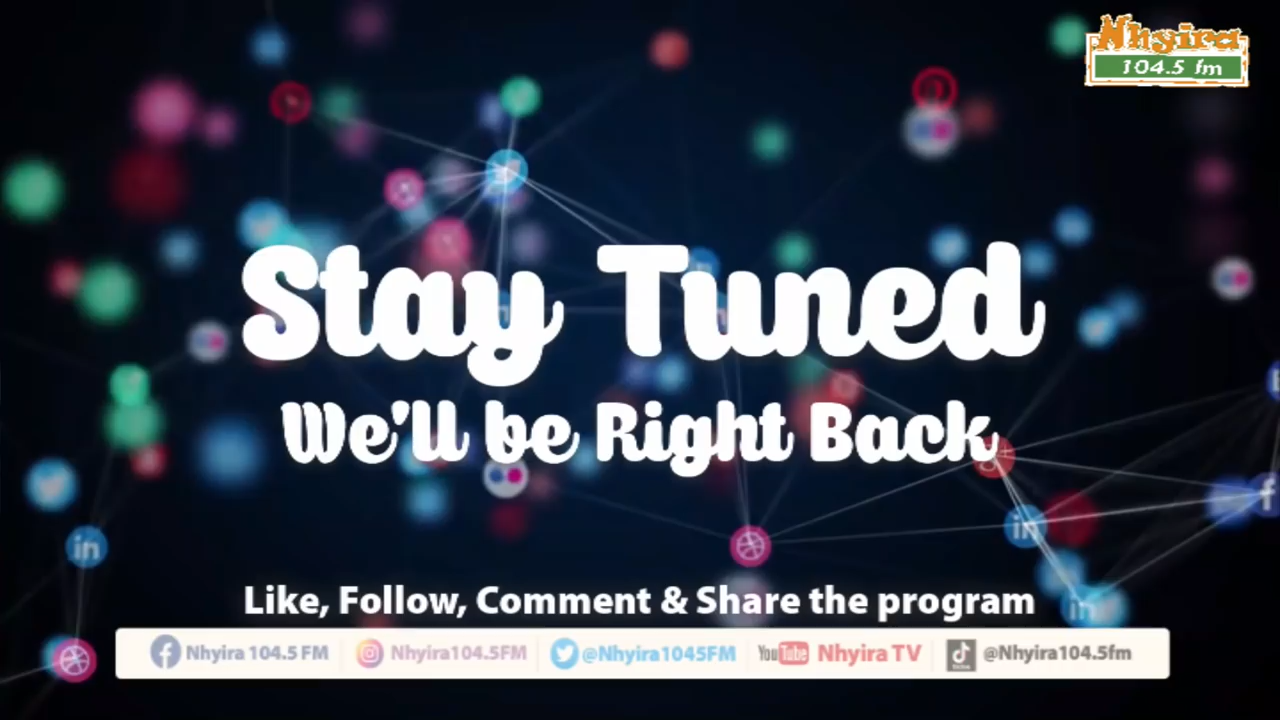 Nhyira
104.5 fm
Stay Tuned
We'll be Right Back
Like, Follow, Comment & Share the program
Nhyira 104.5 FM Nhyira104.5FM @Nhyira1045FM YouTube Nhyira TV @Nhyira104.5fm